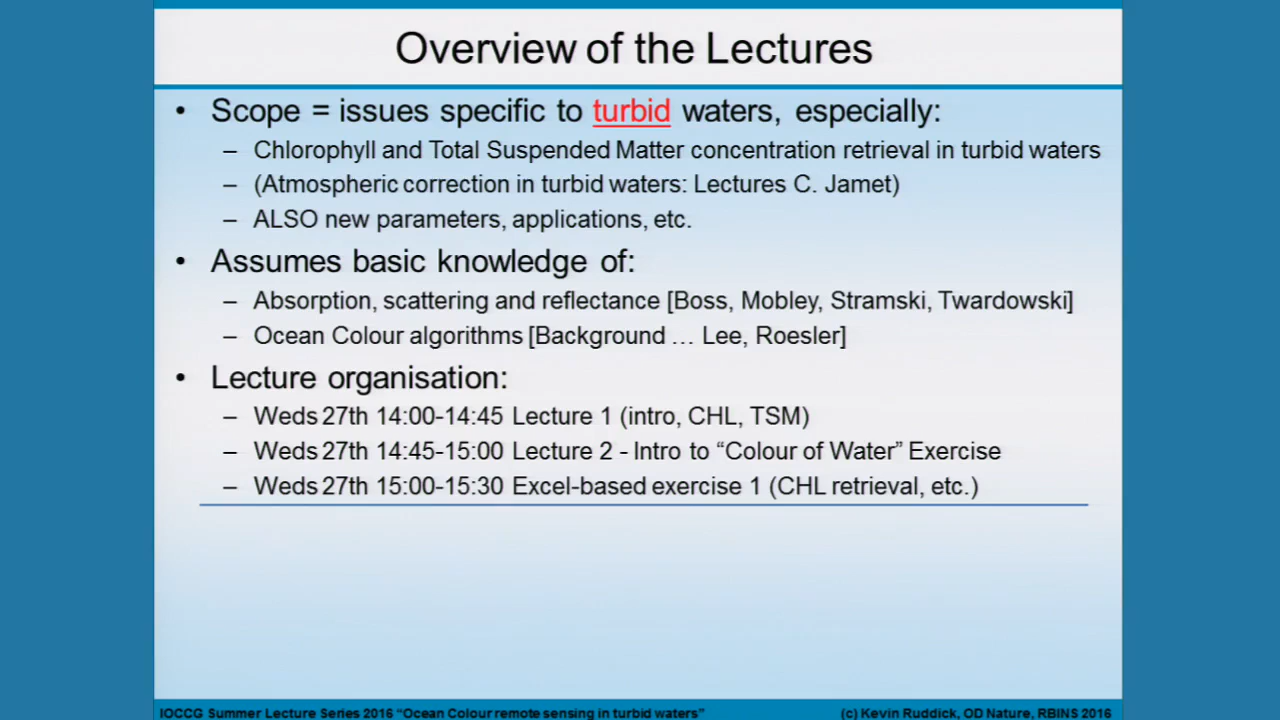 Overview of the Lectures
• Scope = issues specific to turbid waters, especially:
– Chlorophyll and Total Suspended Matter concentration retrieval in turbid waters
– (Atmospheric correction in turbid waters: Lectures C. Jamet)
– ALSO new parameters, applications, etc.
• Assumes basic knowledge of:
– Absorption, scattering and reflectance [Boss, Mobley, Stramski, Twardowski]
– Ocean Colour algorithms [Background … Lee, Roesler]
• Lecture organisation:
– Weds 27th 14:00-14:45 Lecture 1 (intro, CHL, TSM)
– Weds 27th 14:45-15:00 Lecture 2 - Intro to “Colour of Water” Exercise
– Weds 27th 15:00-15:30 Excel-based exercise 1 (CHL retrieval, etc.)
IOCCG Summer Lecture Series 2016 “Ocean Colour remote sensing in turbid waters” (c) Kevin Ruddick, OD Nature, RBINS 2016